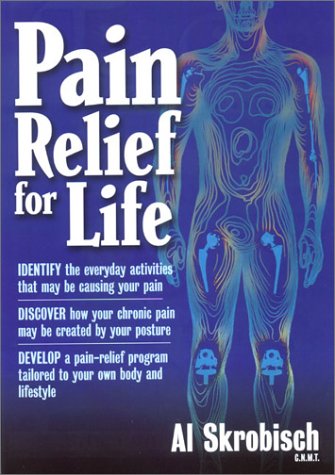 Pain
Relief
for Life
IDENTIFY the everyday activities
that may be causing your pain
DISCOVER how your chronic pain
may be created by your posture
DEVELOP a pain-relief program
tailored to your own body and
lifestyle
Al Skrobisch
C.N.M.T.